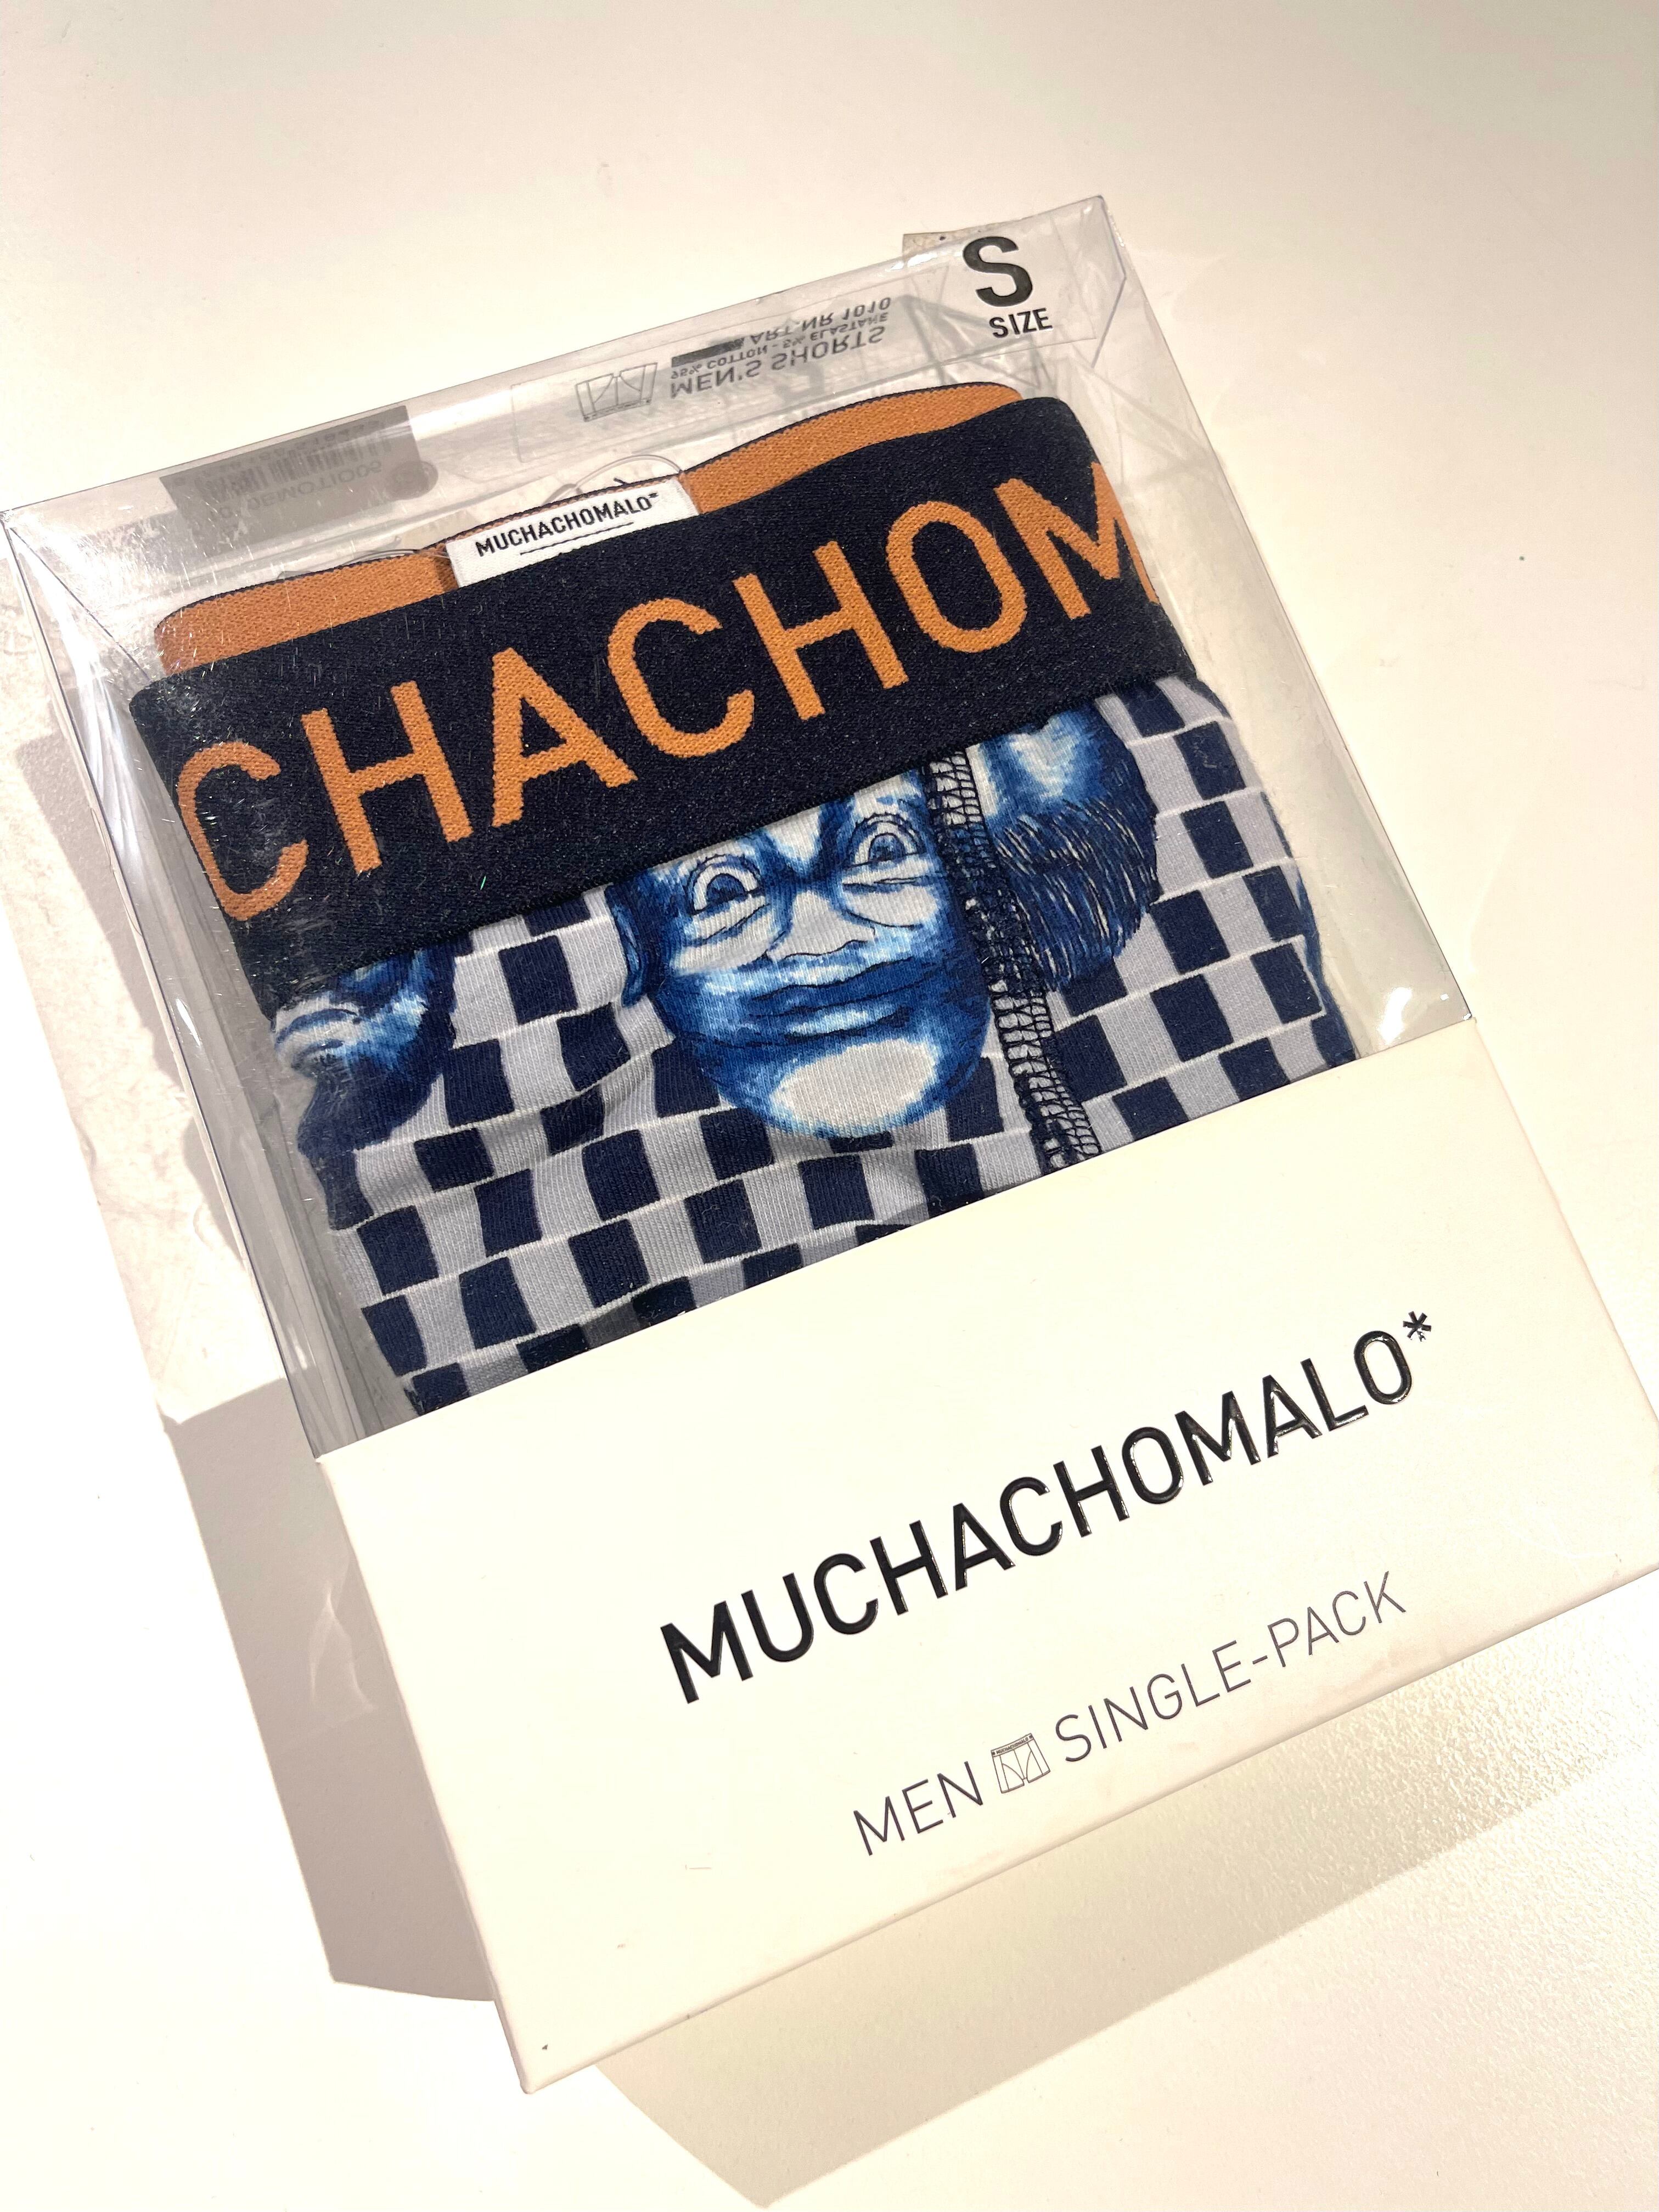 S
SIZE
MEN'S SHORTS
95% COTTON - 5% ELASTANE
ART.NR 1010
MUCHACHOMALO*
CHACHOM
MUCHACHOMALO*
MEN SINGLE-PACK